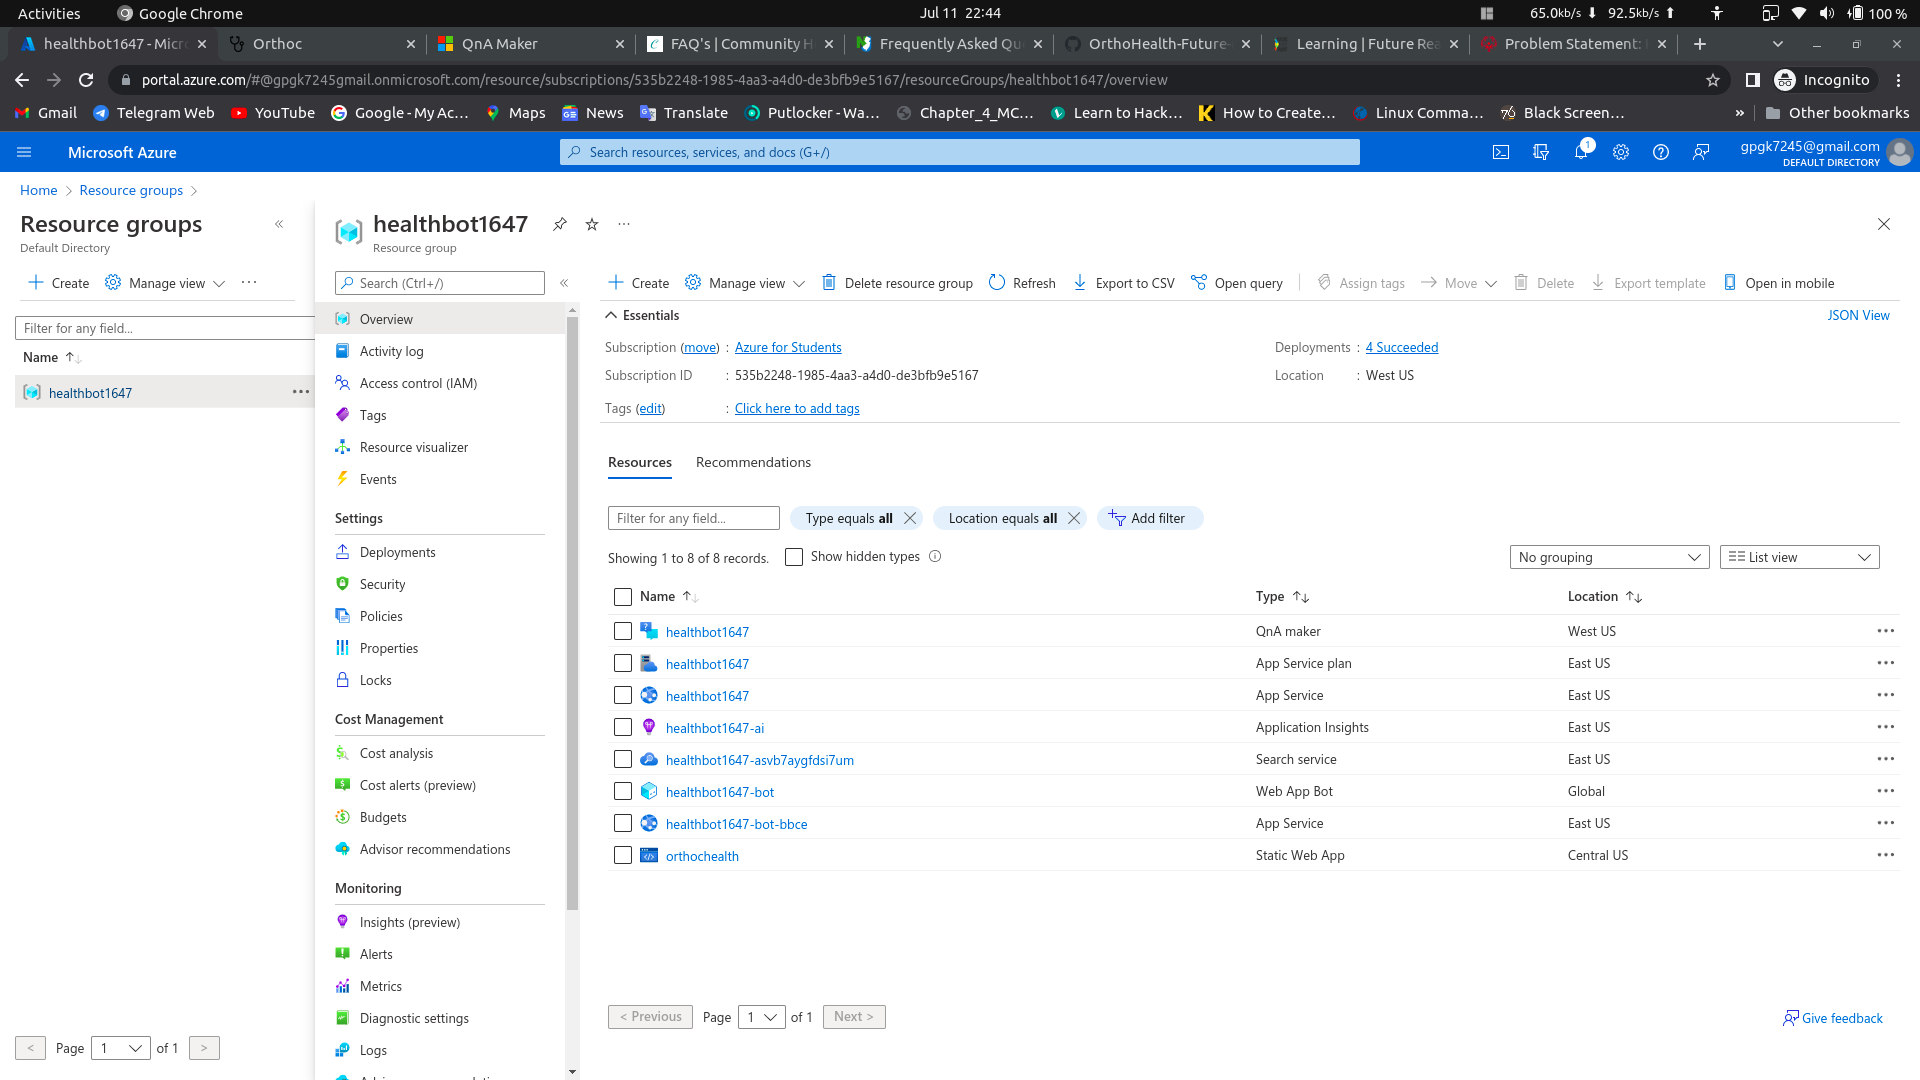 Activities
Google Chrome
Jul 11 22:44
65.0kb/s 92.5kb/s 100 %
healthbot1647 - Micr
Orthoc
QnA Maker
FAQ's | Community H
Frequently Asked Qu
OrthoHealth-Future-
Learning | Future Rea
Problem Statement:
portal.azure.com/#@gpgk7245gmail.onmicrosoft.com/resource/subscriptions/535b2248-1985-4aa3-a4d0-de3bfb9e5167/resourceGroups/healthbot1647/overview
Incognito
Gmail
Telegram Web
YouTube
Google - My Ac...
Maps
News
Translate
Putlocker - Wa...
Chapter_4_MC...
Learn to Hack...
How to Create...
Linux Comma...
Black Screen...
» Other bookmarks
Microsoft Azure
Search resources, services, and docs (G+/)
1
gpgk7245@gmail.com
DEFAULT DIRECTORY
Home > Resource groups >
Resource groups
Default Directory
Create
Manage view
Filter for any field...
Name
healthbot1647
< Page 1 of 1 >
healthbot1647
Resource group
Search (Ctrl+/)
Overview
Activity log
Access control (IAM)
Tags
Resource visualizer
Events
Settings
Deployments
Security
Policies
Properties
Locks
Cost Management
Cost analysis
Cost alerts (preview)
Budgets
Advisor recommendations
Monitoring
Insights (preview)
Alerts
Metrics
Diagnostic settings
Logs
Create
Manage view
Delete resource group
Refresh
Export to CSV
Open query
Assign tags
Move
Delete
Export template
Open in mobile
Essentials
JSON View
Subscription (move) : Azure for Students
Deployments : 4 Succeeded
Subscription ID : 535b2248-1985-4aa3-a4d0-de3bfb9e5167
Location : West US
Tags (edit) : Click here to add tags
Resources
Recommendations
Filter for any field...
Type equals all
Location equals all
Add filter
Showing 1 to 8 of 8 records.
Show hidden types
No grouping
List view
Name Type Location
healthbot1647 QnA maker West US
healthbot1647 App Service plan East US
healthbot1647 App Service East US
healthbot1647-ai Application Insights East US
healthbot1647-asvb7aygfdsi7um Search service East US
healthbot1647-bot Web App Bot Global
healthbot1647-bot-bbce App Service East US
orthochealth Static Web App Central US
< Previous Page 1 of 1 Next >
Give feedback